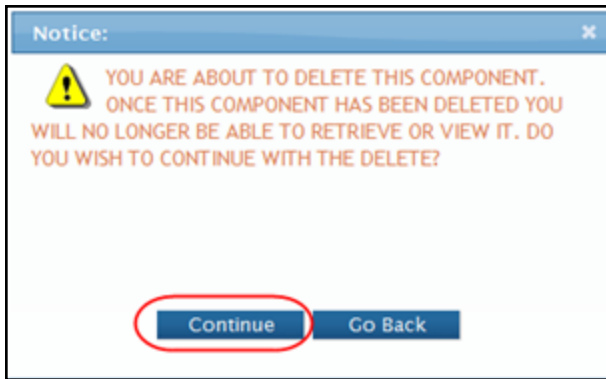 Notice:
YOU ARE ABOUT TO DELETE THIS COMPONENT.
ONCE THIS COMPONENT HAS BEEN DELETED YOU
WILL NO LONGER BE ABLE TO RETRIEVE OR VIEW IT. DO
YOU WISH TO CONTINUE WITH THE DELETE?
Continue Go Back